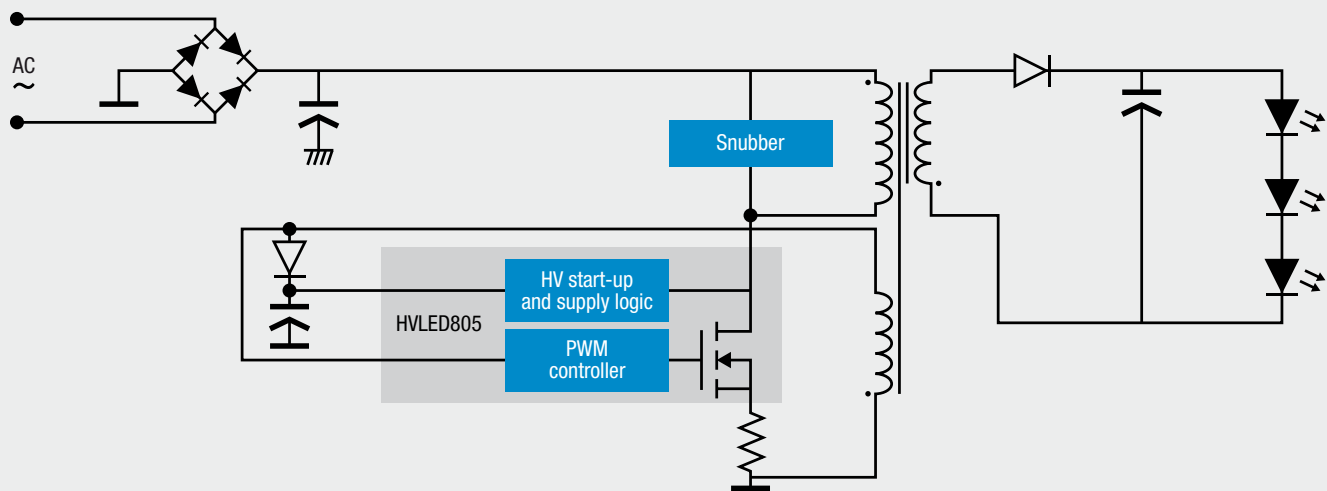 AC
~
Snubber
HV start-up
and supply logic
HVLED805
PWM
controller